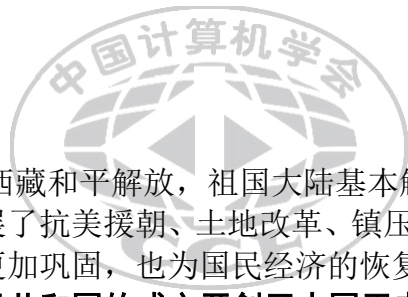 中国计算机学会
西藏和平解放，祖国大陆基本解
展了抗美援朝、土地改革、镇压
更加巩固，也为国民经济的恢复
共和国的成立开创了中国历
CCF